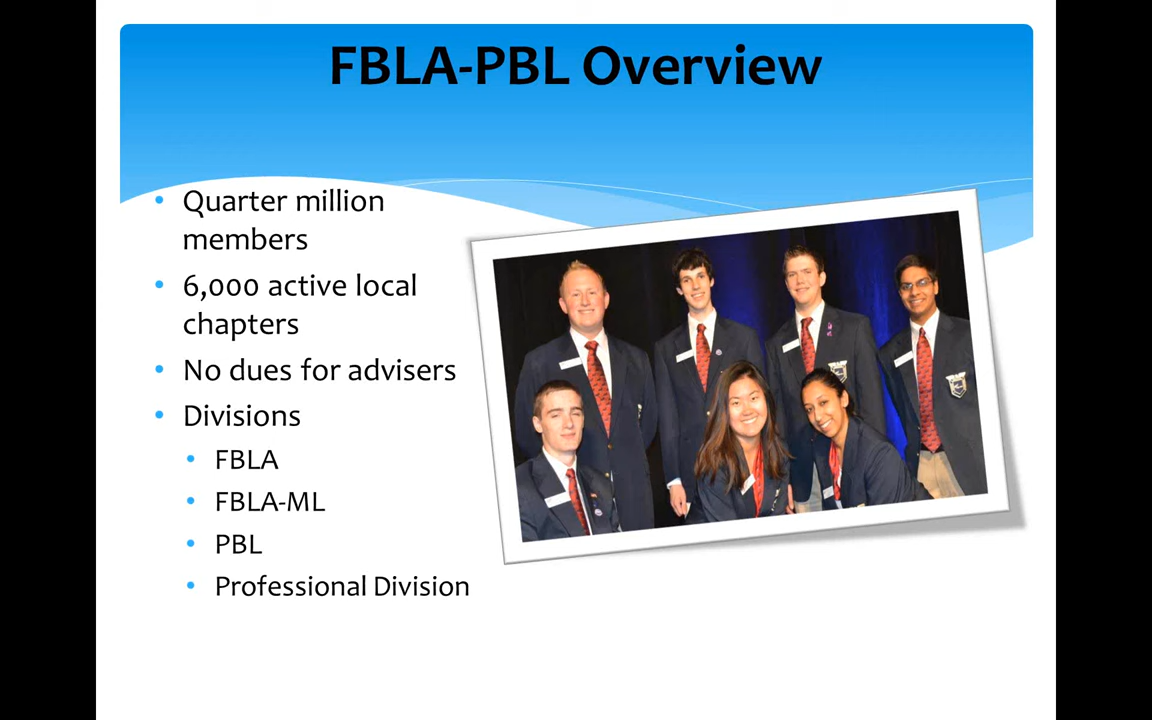 FBLA-PBL Overview
Quarter million
members
6,000 active local
chapters
No dues for advisers
Divisions
FBLA
FBLA-ML
PBL
Professional Division